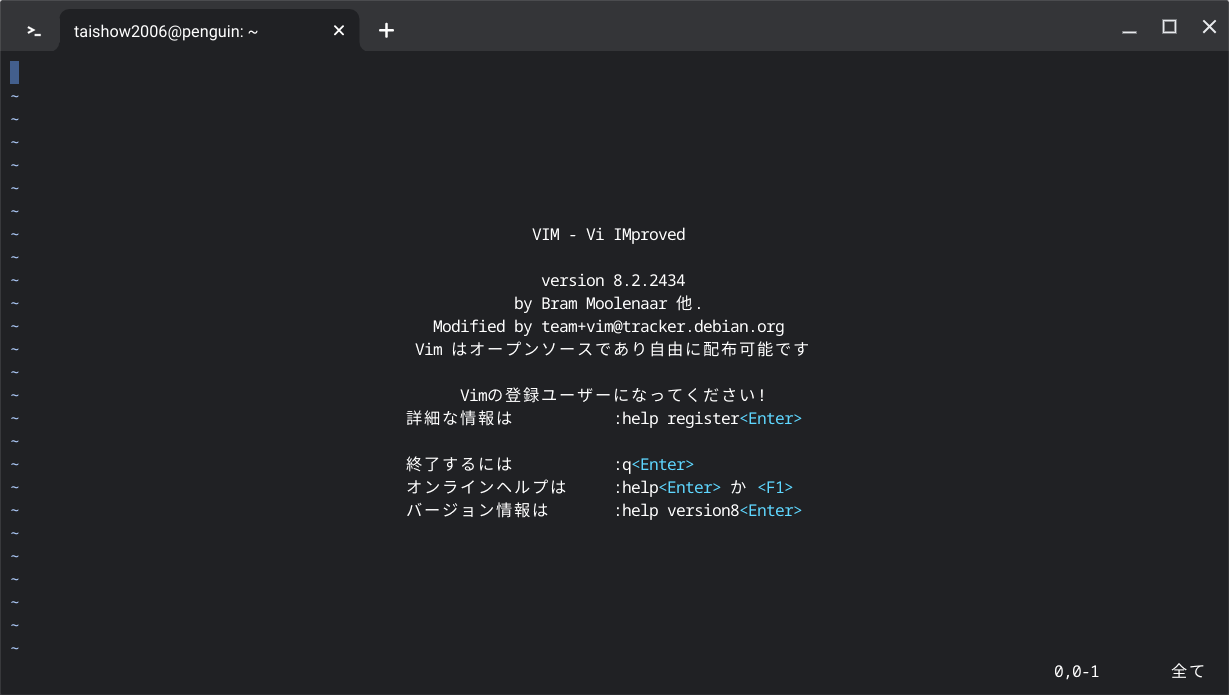 taishow2006@penguin: ~
~
~
~
~
~
~
~ VIM - Vi IMproved
~
~ version 8.2.2434
~ by Bram Moolenaar 他.
~ Modified by team+vim@tracker.debian.org
~ Vim はオープンソースであり自由に配布可能です
~
~ Vimの登録ユーザーになってください!
~ 詳細な情報は :help register<Enter>
~
~ 終了するには :q<Enter>
~ オンラインヘルプは :help<Enter> か <F1>
~ バージョン情報は :help version8<Enter>
~
~
~
~
~
~
0,0-1 全て